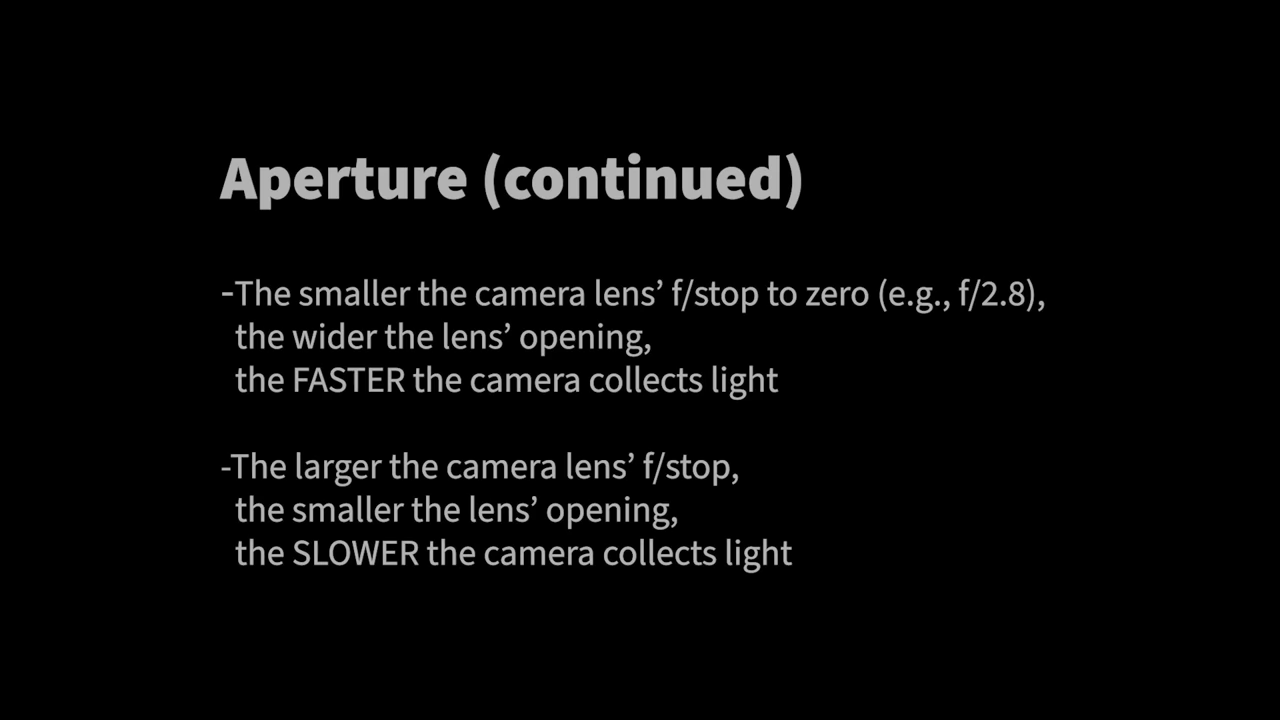 Aperture (continued)
-The smaller the camera lens’ f/stop to zero (e.g., f/2.8),
the wider the lens’ opening,
the FASTER the camera collects light
-The larger the camera lens’ f/stop,
the smaller the lens’ opening,
the SLOWER the camera collects light